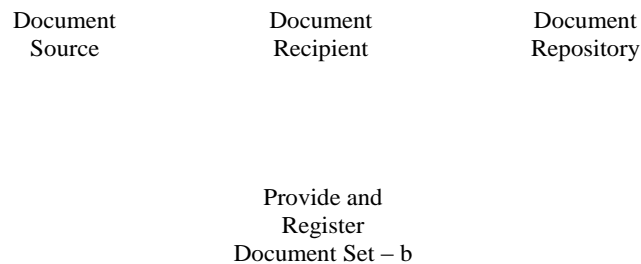 Document
Source
Document
Recipient
Document
Repository
Provide and
Register
Document Set – b